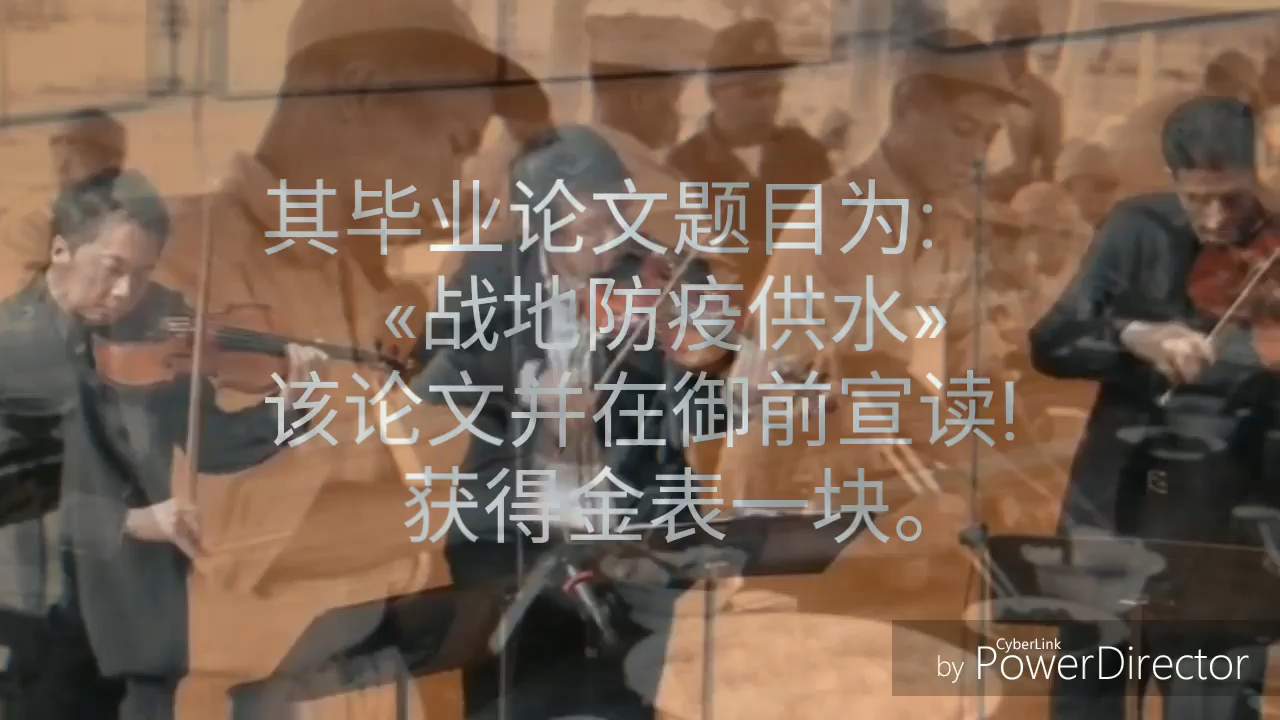 其毕业论文题目为:
«战地防疫供水»
该论文并在御前宣读!
获得金表一块。
CyberLink
by PowerDirector